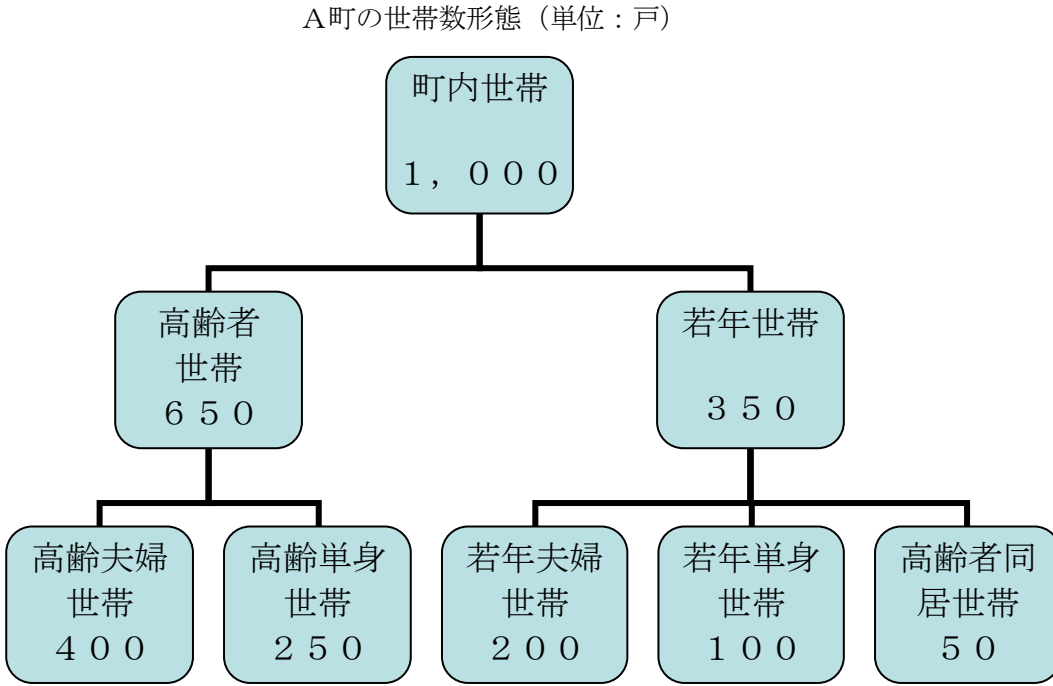 A町の世帯数形態（単位：戸）
町内世帯
１，０００
高齢者
世帯
６５０
若年世帯
３５０
高齢夫婦
世帯
４００
高齢単身
世帯
２５０
若年夫婦
世帯
２００
若年単身
世帯
１００
高齢者同
居世帯
５０